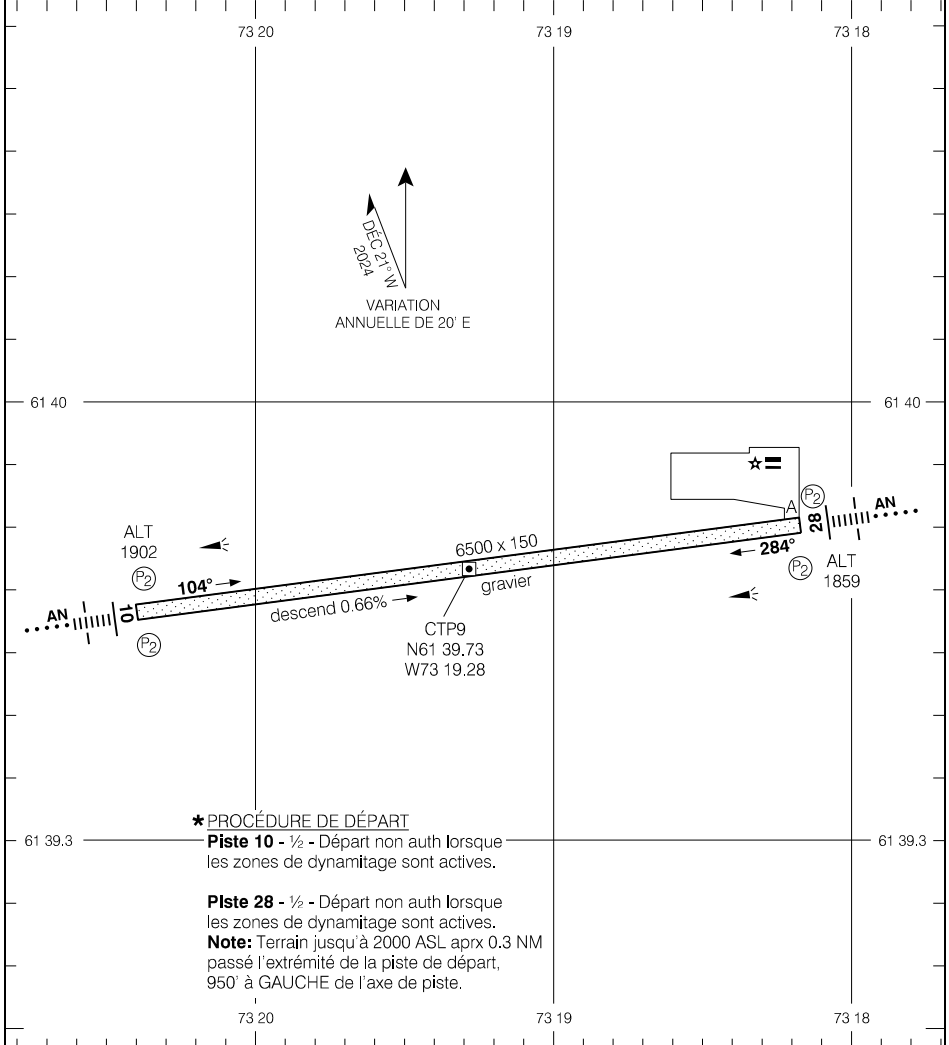 73 20
73 19
73 18
DÉC 21° W
2024
VARIATION
ANNUELLE DE 20' E
61 40
61 40
ALT
1902
P2
104°
AN
10
P2
descend 0.66%
6500 x 150
gravier
CTP9
N61 39.73
W73 19.28
A
P2
28
AN
284°
P2
ALT
1859
*PROCÉDURE DE DÉPART
61 39.3
61 39.3
Piste 10 - ½ - Départ non auth lorsque
les zones de dynamitage sont actives.
PIste 28 - ½ - Départ non auth lorsque
les zones de dynamitage sont actives.
Note: Terrain jusqu'à 2000 ASL aprx 0.3 NM
passé l'extrémité de la piste de départ,
950' à GAUCHE de l'axe de piste.
73 20
73 19
73 18